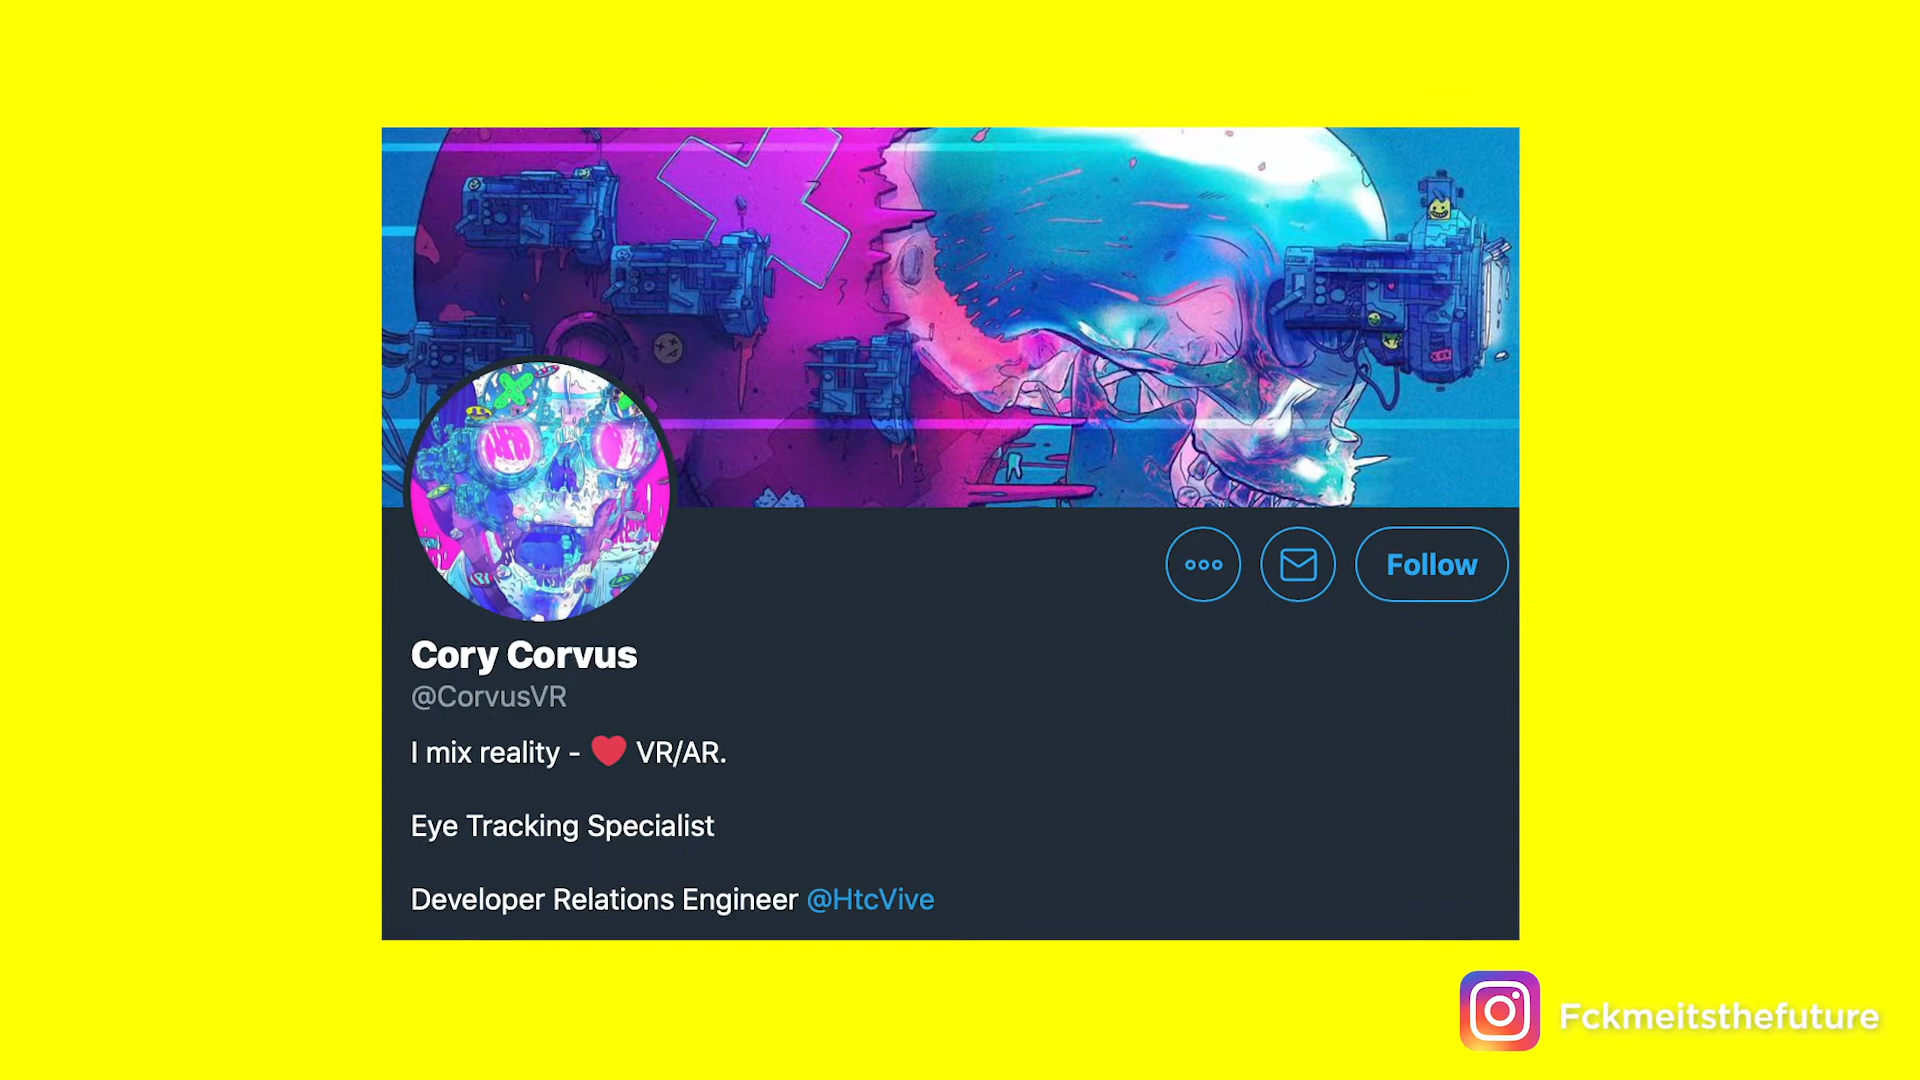 Follow
Cory Corvus
@CorvusVR
I mix reality - ❤️ VR/AR.
Eye Tracking Specialist
Developer Relations Engineer @HtcVive
Fckmeitsthefuture